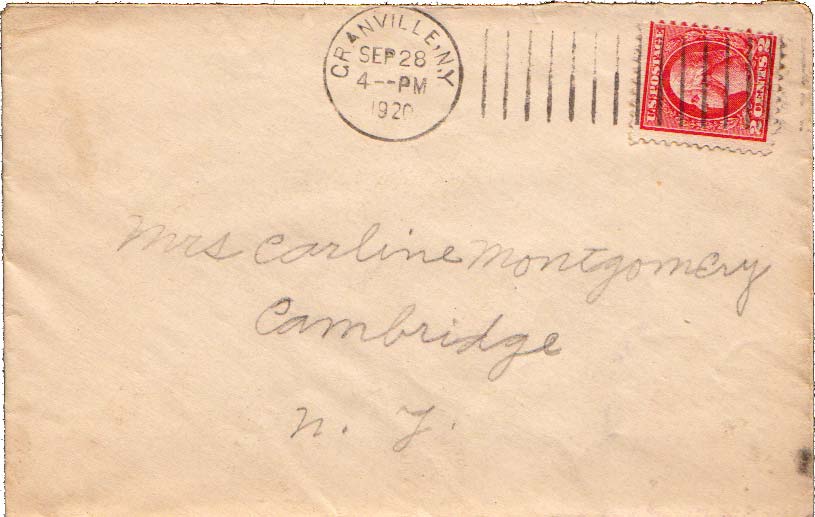 GRANVILLE, N.Y.
SEP 28
4--PM
1920
U.S. POSTAGE
2 CENTS 2
Mrs Carline Montgomery
Cambridge
N. Y.